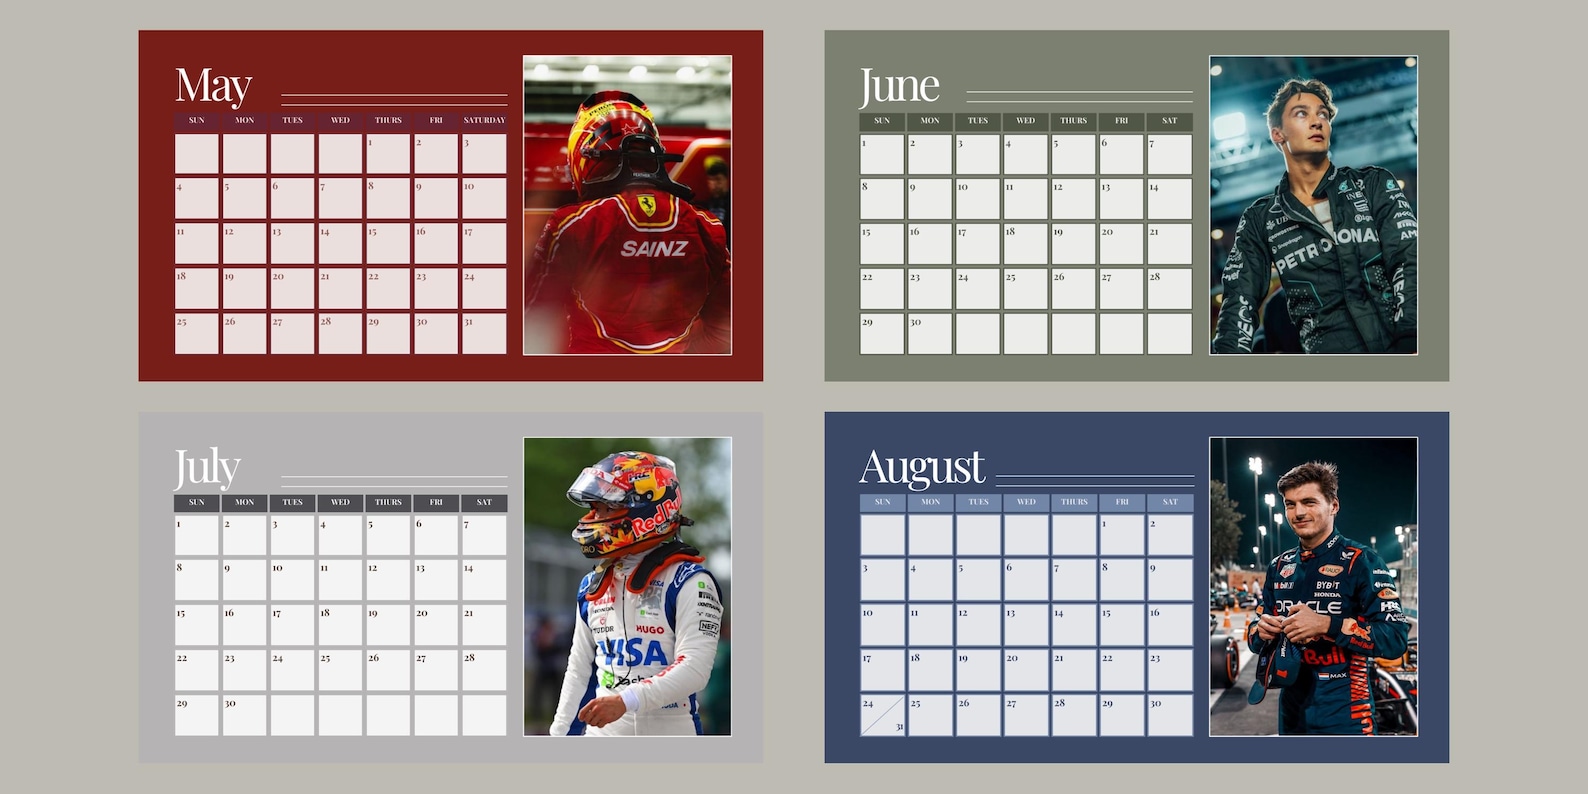 May
SUN MON TUES WED THURS FRI SATURDAY
1 2 3
4 5 6 7 8 9 10
11 12 13 14 15 16 17
18 19 20 21 22 23 24
25 26 27 28 29 30 31
SAINZ
June
SUN MON TUES WED THURS FRI SAT
1 2 3 4 5 6 7
8 9 10 11 12 13 14
15 16 17 18 19 20 21
22 23 24 25 26 27 28
29 30
PETRONA
INEOS
July
SUN MON TUES WED THURS FRI SAT
1 2 3 4 5 6 7
8 9 10 11 12 13 14
15 16 17 18 19 20 21
22 23 24 25 26 27 28
29 30
Red Bull
HONDA
TUDOR
HUGO
VISA
August
SUN MON TUES WED THURS FRI SAT
1 2
3 4 5 6 7 8 9
10 11 12 13 14 15 16
17 18 19 20 21 22 23
24 31 25 26 27 28 29 30
BYBIT
HONDA
ORACLE
Bull
MAX